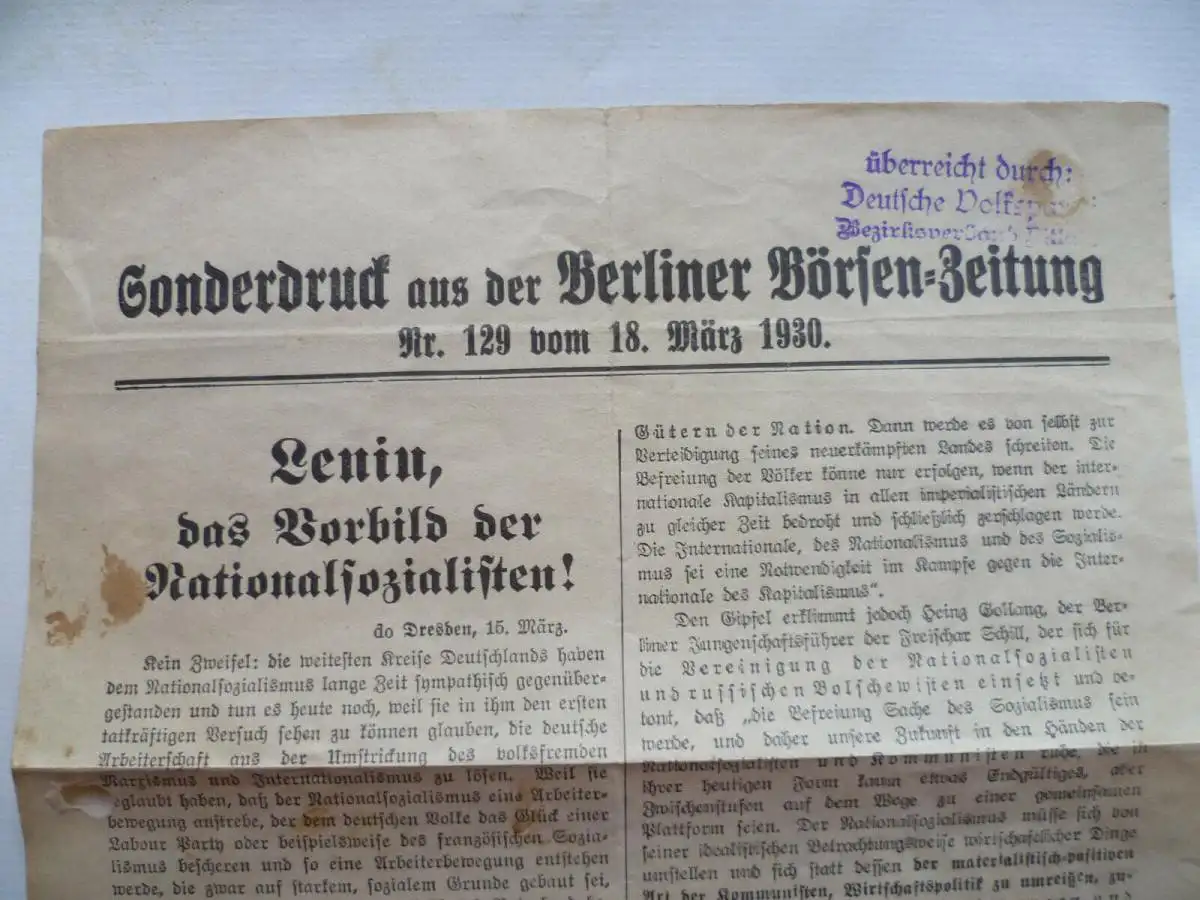 überreicht durch:
Deutsche
Sonderdruck aus der Berliner Börsen-Zeitung
Nr. 129 vom 18. März 1930.
Lenin,
das Vorbild der
Nationalsozialisten!
do Dresden, 15. März.
Kein Zweifel: die weitesten Kreise Deutschlands haben
dem Nationalsozialismus lange Zeit sympathisch gegenüber-
gestanden und tun es heute noch, weil sie in ihm den ersten
tatkräftigen Versuch sehen zu können glauben, die deutsche
Arbeiterschaft aus der Umstrickung des volksfremden
Marxismus und Internationalismus zu lösen. Weil sie
geglaubt haben, daß der Nationalsozialismus eine Arbeiter-
bewegung anstrebe, der dem deutschen Volke das Glück einer
Labour Party oder beispielsweise des französischen Sozia-
lismus bescheren und so eine Arbeiterbewegung entstehen
werde, die zwar auf starkem, sozialem Grunde gebaut sei,
Gütern der Nation. Dann werde es von selbst zur
Verteidigung seines neuerkämpften Landes schreiten. Die
Befreiung der Völker könne nur erfolgen, wenn der inter-
nationale Kapitalismus in allen imperialistischen Ländern
zu gleicher Zeit bedroht und schließlich zerschlagen werde.
Die Internationale, des Nationalismus und des Sozialis-
mus sei eine Notwendigkeit im Kampfe gegen die Inter-
nationale des Kapitalismus".
Den Gipfel erklimmt jedoch Heinz Gollang, der Ber-
liner Jungenschaftsführer der Freischar Schill, der sich für
die Vereinigung der Nationalsozialisten
und russischen Bolschewisten einsetzt und be-
tont, daß „die Befreiung Sache des Sozialismus sein
werde, und daher unsere Zukunft in den Händen der
Nationalsozialisten und Kommunisten ruhe, die in
ihrer heutigen Form kaum etwas Endgültiges, aber
Zwischenstufen auf dem Wege zu einer gemeinsamen
Plattform seien. Der Nationalsozialismus müsse sich von
seiner idealistischen Betrachtungsweise wirtschaftlicher Dinge
umstellen und sich statt dessen der materialistisch-positiven
Art der Kommunisten, Wirtschaftspolitik zu umreißen, zu-